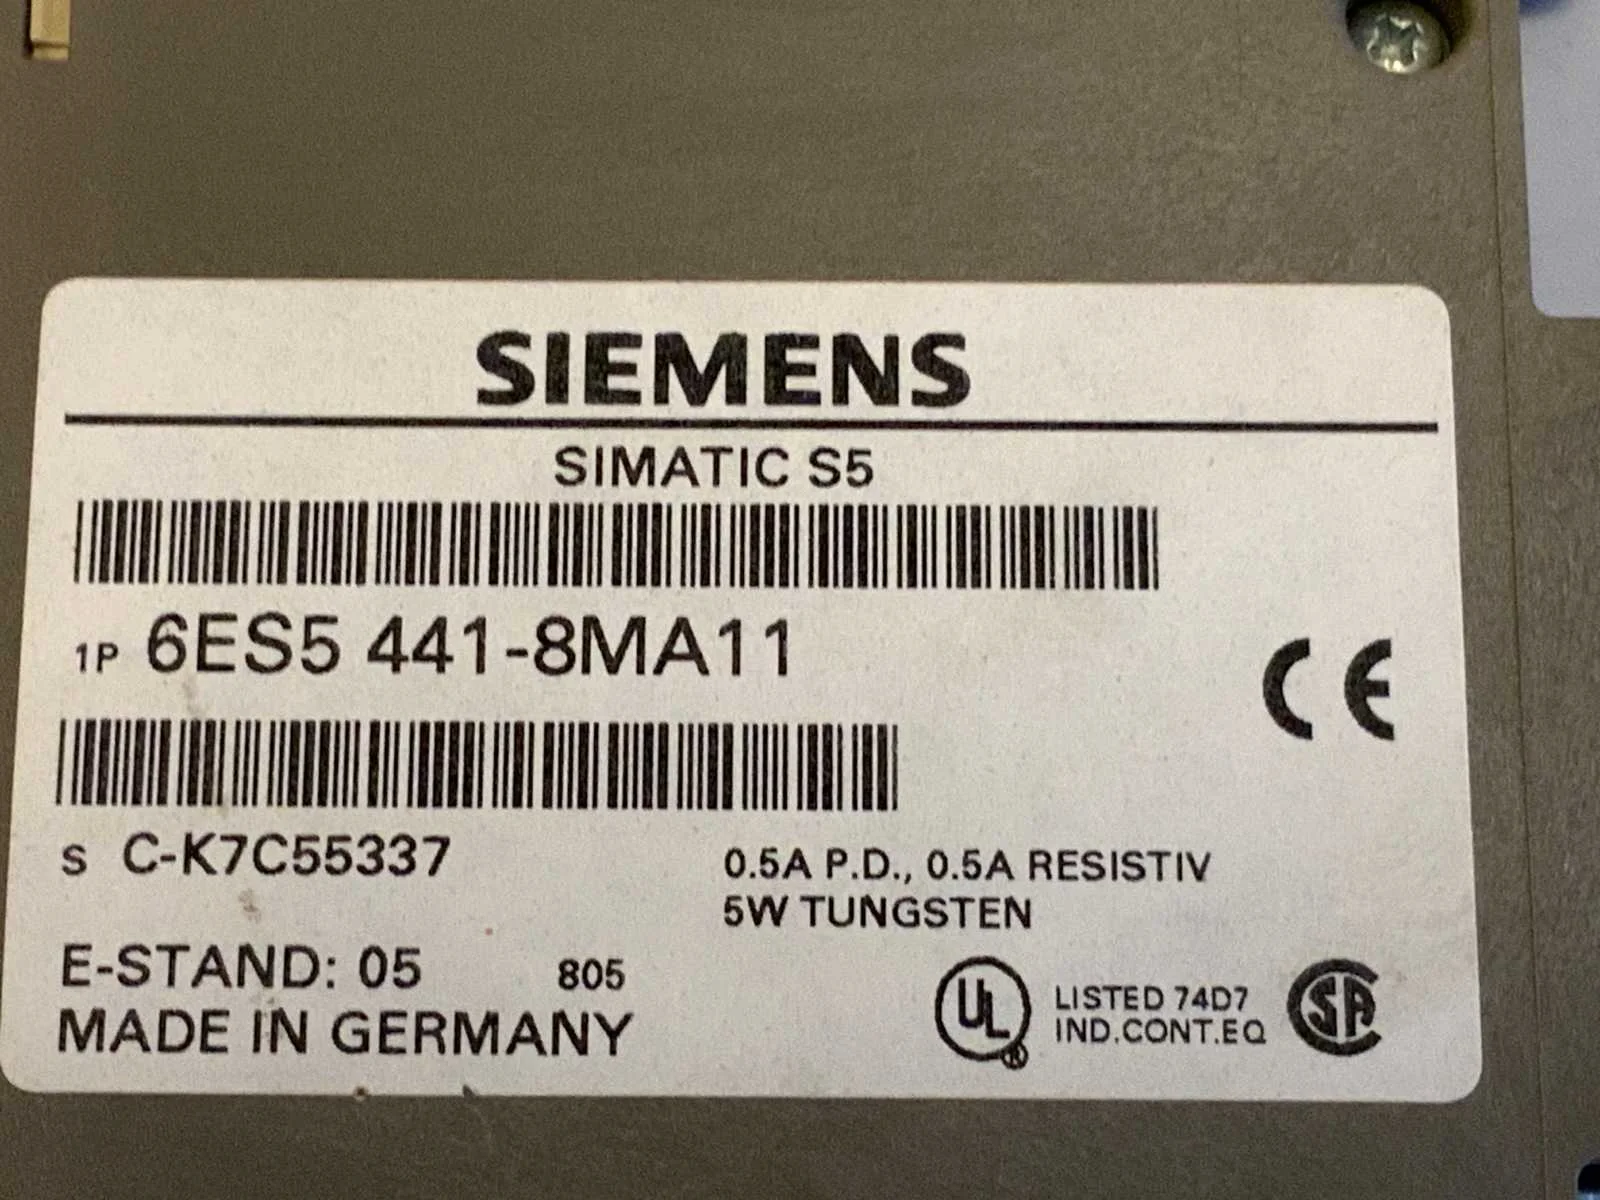 SIEMENS
SIMATIC S5
1P 6ES5 441-8MA11
CE
S C-K7C55337
0.5A P.D., 0.5A RESISTIV
5W TUNGSTEN
E-STAND: 05 805
MADE IN GERMANY
UL ®
LISTED 74D7
IND.CONT.EQ
SA